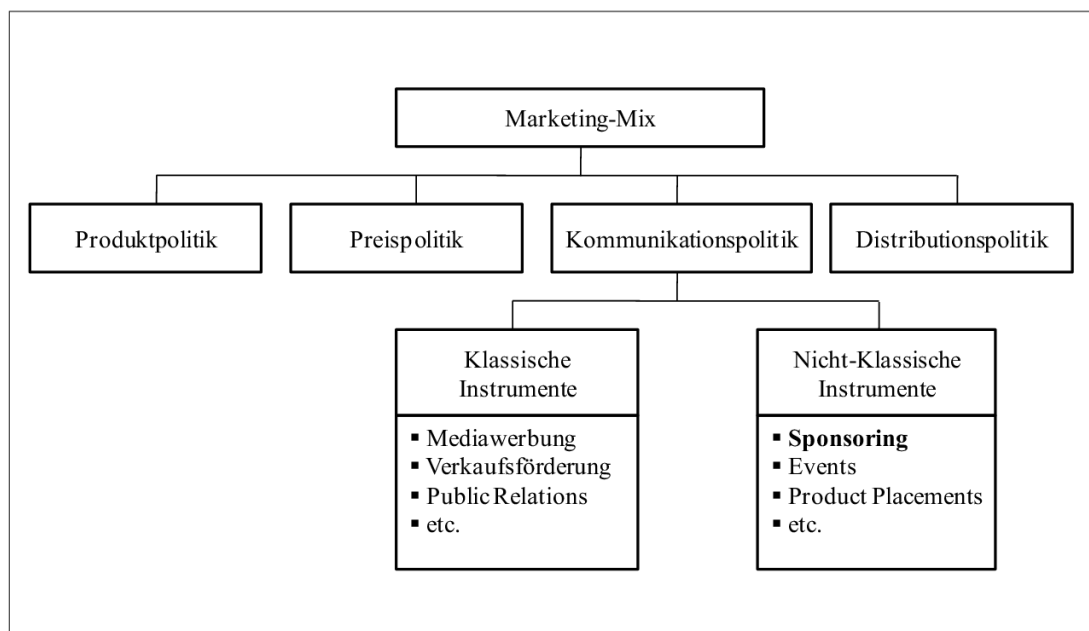 Marketing-Mix
Produktpolitik
Preispolitik
Kommunikationspolitik
Distributionspolitik
Klassische
Instrumente
▪ Mediawerbung
▪ Verkaufsförderung
▪ Public Relations
▪ etc.
Nicht-Klassische
Instrumente
▪ Sponsoring
▪ Events
▪ Product Placements
▪ etc.